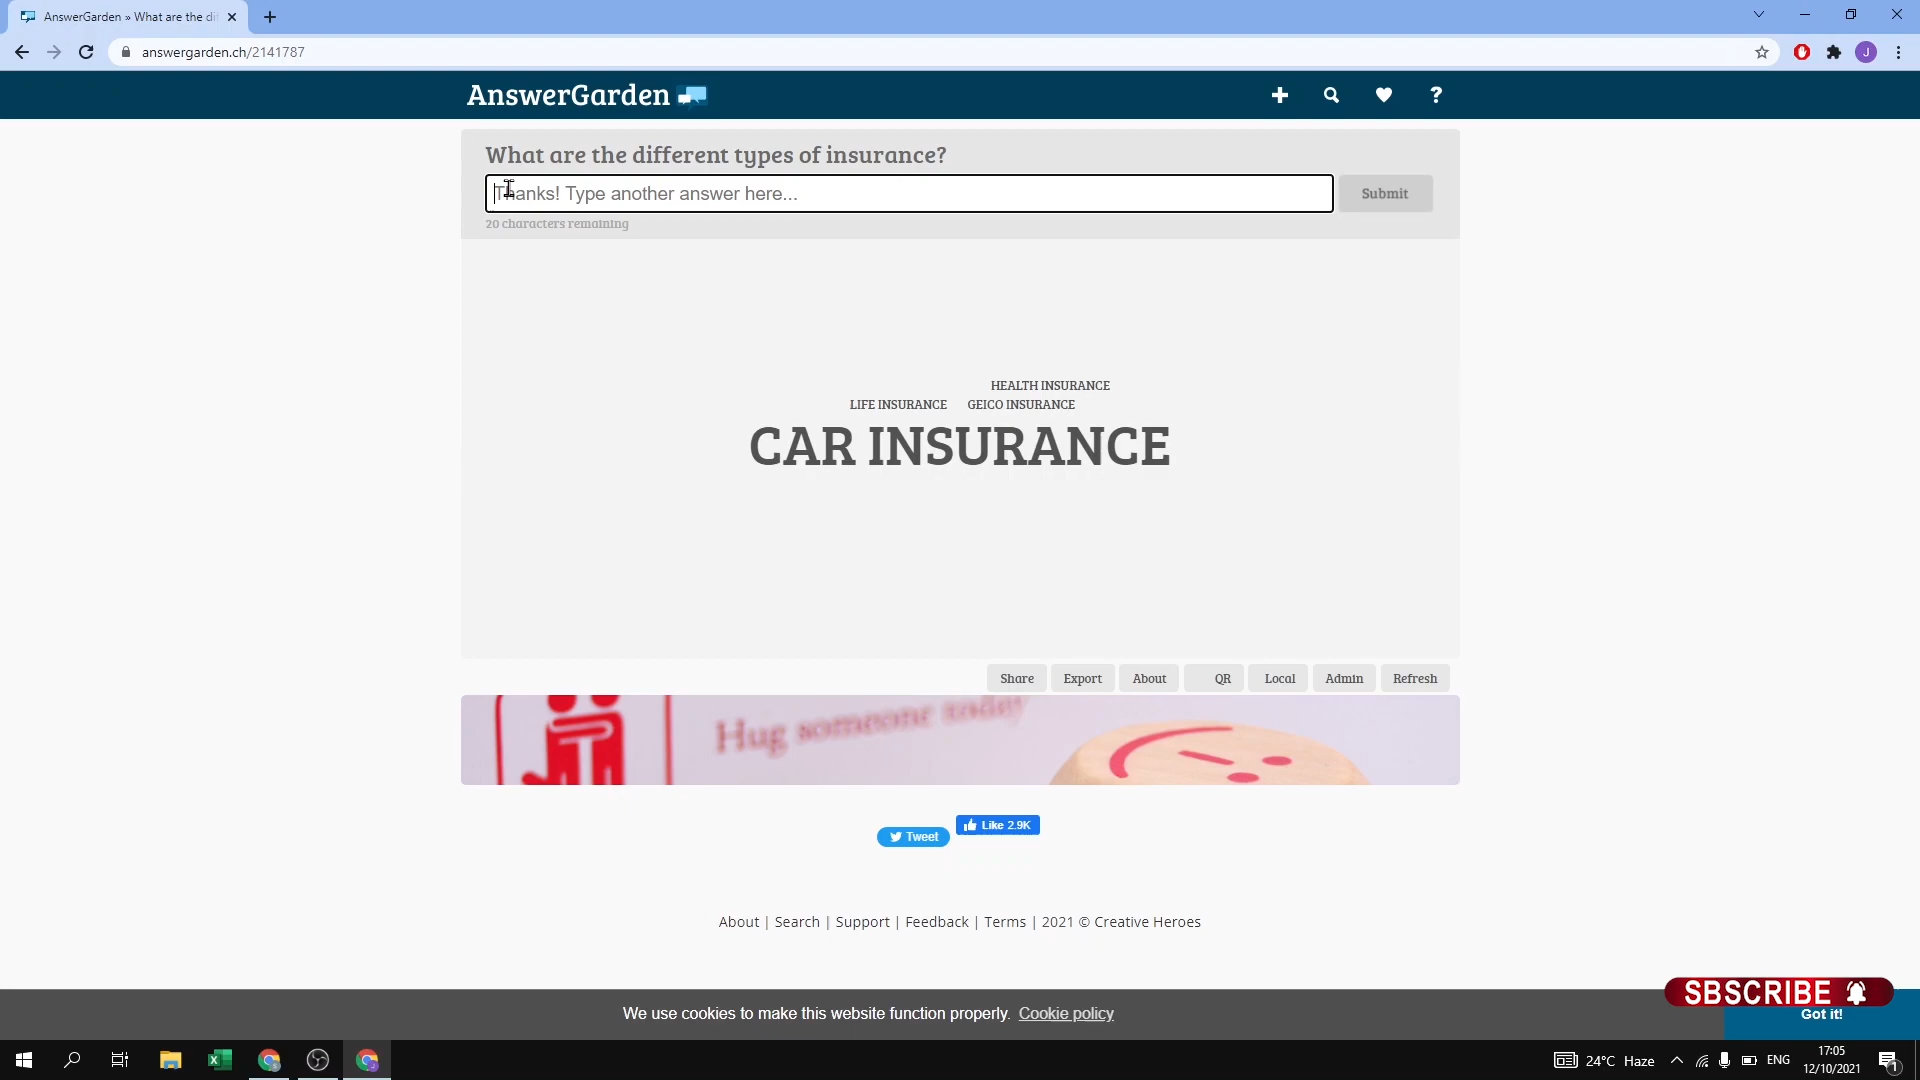 AnswerGarden » What are the dif
answergarden.ch/2141787
J
AnswerGarden
What are the different types of insurance?
Thanks! Type another answer here...
Submit
20 characters remaining
HEALTH INSURANCE
LIFE INSURANCE GEICO INSURANCE
CAR INSURANCE
Share Export About QR Local Admin Refresh
Hug someone today
Tweet
Like 2.9K
About | Search | Support | Feedback | Terms | 2021 © Creative Heroes
SBSCRIBE
We use cookies to make this website function properly. Cookie policy
Got it!
24°C Haze
ENG
17:05
12/10/2021
1